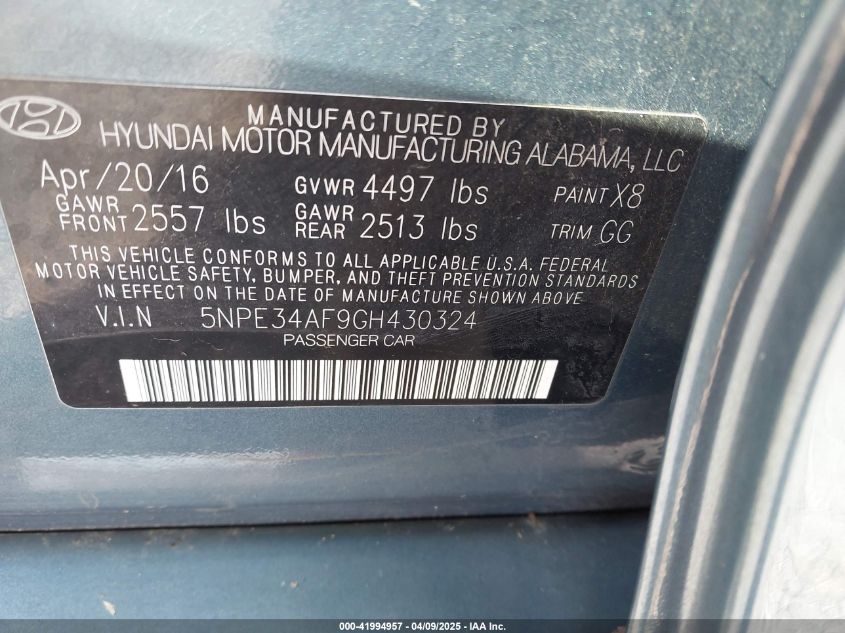 MANUFACTURED BY
HYUNDAI MOTOR MANUFACTURING ALABAMA, LLC
Apr/20/16 GVWR 4497 lbs PAINT X8
GAWR FRONT 2557 lbs GAWR REAR 2513 lbs TRIM GG
THIS VEHICLE CONFORMS TO ALL APPLICABLE U.S.A. FEDERAL
MOTOR VEHICLE SAFETY, BUMPER, AND THEFT PREVENTION STANDARDS
IN EFFECT ON THE DATE OF MANUFACTURE SHOWN ABOVE
V.I.N 5NPE34AF9GH430324
PASSENGER CAR
000-41994957 - 04/09/2025 - IAA Inc.